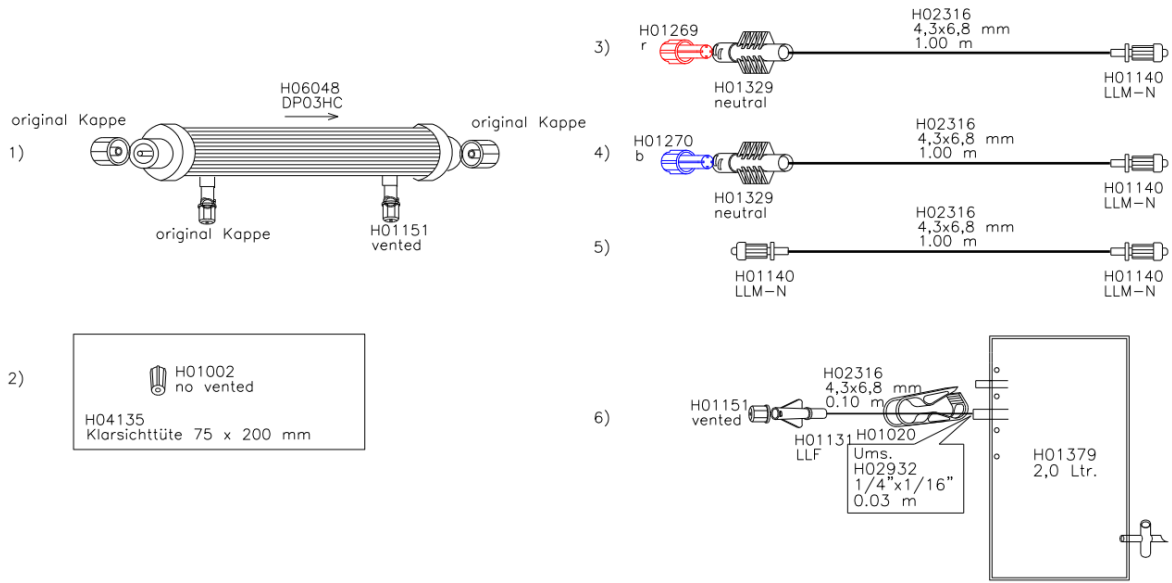 1)
original Kappe
H06048
DP03HC
original Kappe
original Kappe
H01151
vented
2)
H01002
no vented
H04135
Klarsichttüte 75 x 200 mm
3)
H01269
r
H01329
neutral
H02316
4,3x6,8 mm
1.00 m
H01140
LLM-N
4)
H01270
b
H01329
neutral
H02316
4,3x6,8 mm
1.00 m
H01140
LLM-N
5)
H01140
LLM-N
H02316
4,3x6,8 mm
1.00 m
H01140
LLM-N
6)
H01151
vented
H01131
LLF
H02316
4,3x6,8 mm
0.10 m
H01020
Ums.
H02932
1/4"x1/16"
0.03 m
H01379
2,0 Ltr.